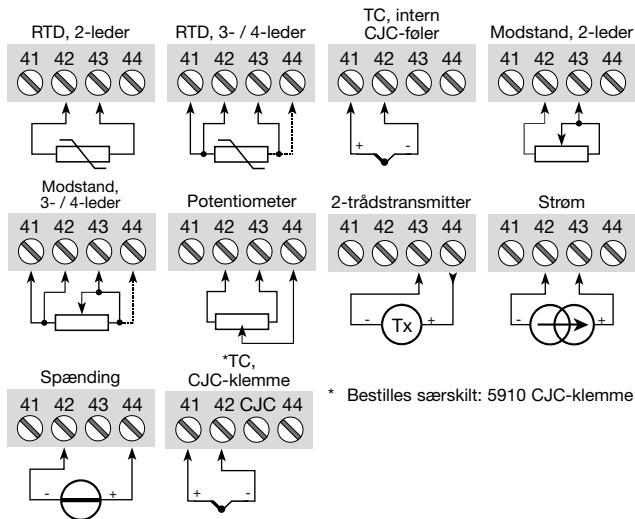 RTD, 2-leder
41 42 43 44
RTD, 3- / 4-leder
41 42 43 44
TC, intern
CJC-føler
41 42 43 44
+ -
Modstand, 2-leder
41 42 43 44
Modstand,
3- / 4-leder
41 42 43 44
Potentiometer
41 42 43 44
2-trådstransmitter
41 42 43 44
- Tx +
Strøm
41 42 43 44
- +
Spænding
41 42 43 44
- +
*TC,
CJC-klemme
41 42 CJC 44
+ -
* Bestilles særskilt: 5910 CJC-klemme